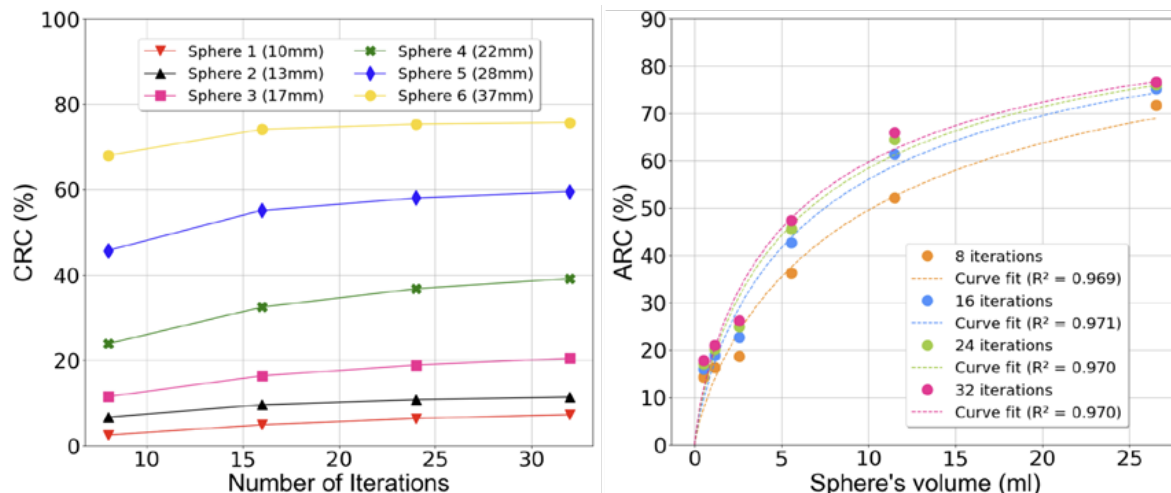 100
80
60
40
20
0
CRC (%)
Sphere 1 (10mm)
Sphere 2 (13mm)
Sphere 3 (17mm)
Sphere 4 (22mm)
Sphere 5 (28mm)
Sphere 6 (37mm)
10 15 20 25 30
Number of Iterations
90
80
70
60
50
40
30
20
10
0
ARC (%)
8 iterations
Curve fit (R² = 0.969)
16 iterations
Curve fit (R² = 0.971)
24 iterations
Curve fit (R² = 0.970
32 iterations
Curve fit (R² = 0.970)
0 5 10 15 20 25
Sphere's volume (ml)